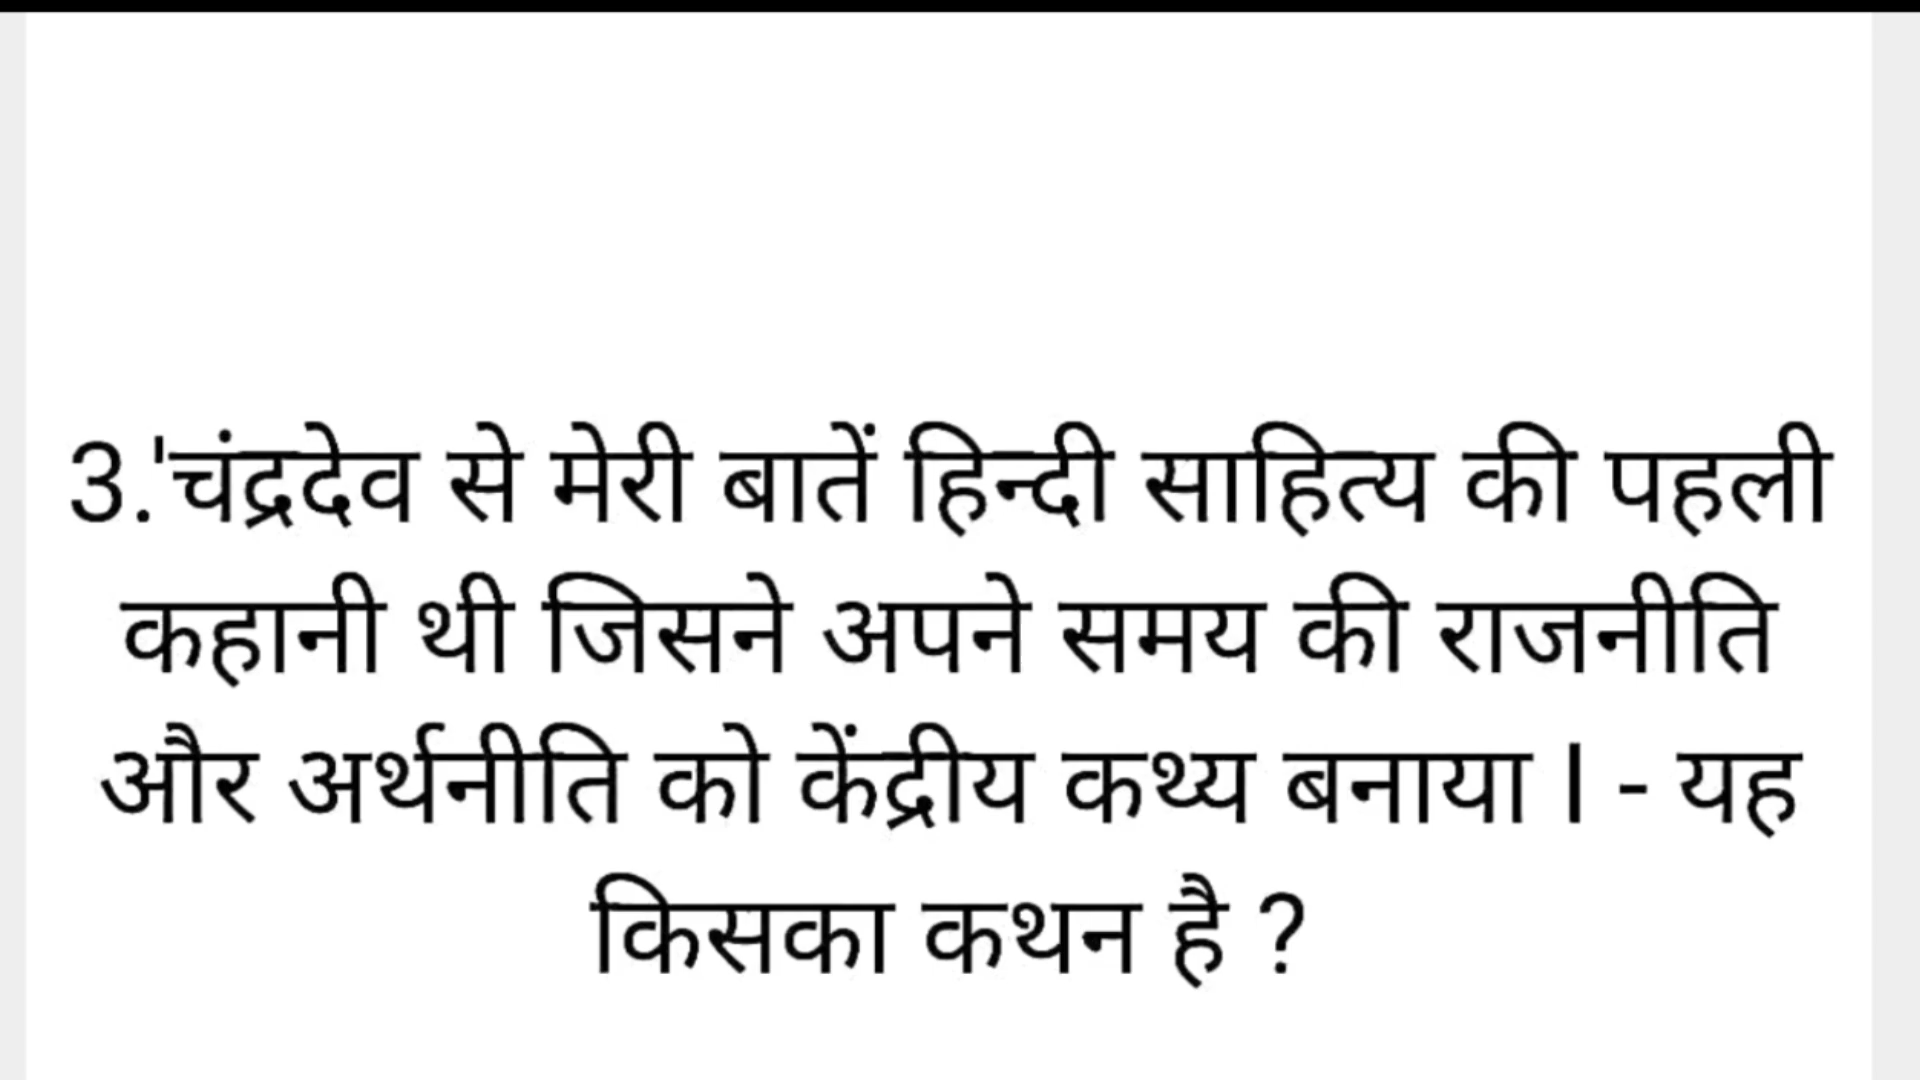 3.'चंद्रदेव से मेरी बातें हिन्दी साहित्य की पहली
कहानी थी जिसने अपने समय की राजनीति
और अर्थनीति को केंद्रीय कथ्य बनाया । - यह
किसका कथन है ?